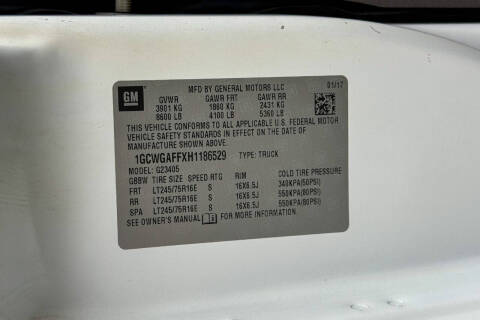 GM
MFD BY GENERAL MOTORS LLC 01/17
GVWR GAWR FRT GAWR RR
3901 KG 1860 KG 2431 KG
8600 LB 4100 LB 5360 LB
THIS VEHICLE CONFORMS TO ALL APPLICABLE U.S. FEDERAL MOTOR
VEHICLE SAFETY STANDARDS IN EFFECT ON THE DATE OF
MANUFACTURE SHOWN ABOVE.
1GCWGAFFXH1186529 TYPE: TRUCK
MODEL: G23405
GBBW TIRE SIZE SPEED RTG RIM COLD TIRE PRESSURE
FRT LT245/75R16E S 16X6.5J 340KPA(50PSI)
RR LT245/75R16E S 16X6.5J 550KPA(80PSI)
SPA LT245/75R16E S 16X6.5J 550KPA(80PSI)
SEE OWNER'S MANUAL FOR MORE INFORMATION.